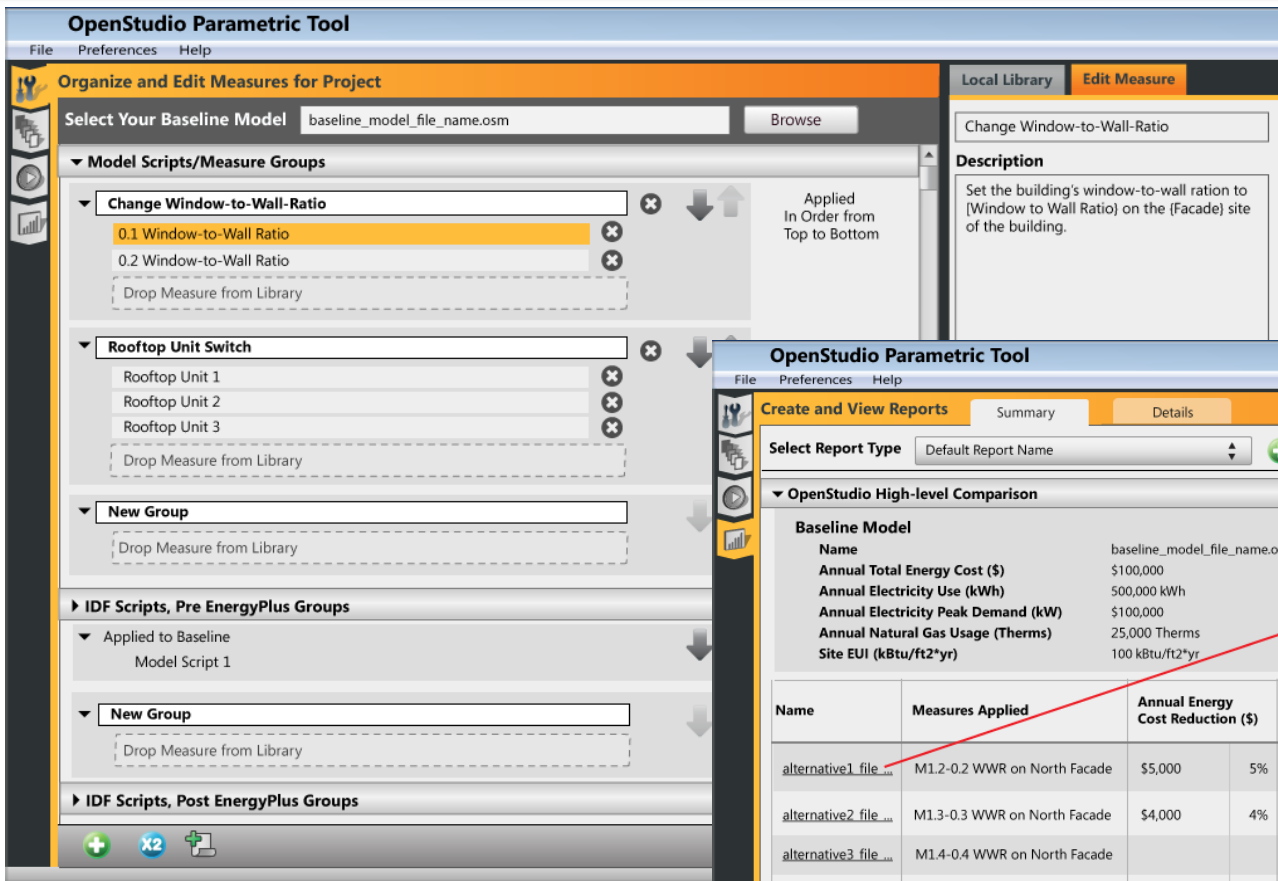 OpenStudio Parametric Tool
File Preferences Help
Organize and Edit Measures for Project
Select Your Baseline Model baseline_model_file_name.osm Browse
Model Scripts/Measure Groups
Change Window-to-Wall-Ratio
0.1 Window-to-Wall Ratio
0.2 Window-to-Wall Ratio
Drop Measure from Library
Applied
In Order from
Top to Bottom
Rooftop Unit Switch
Rooftop Unit 1
Rooftop Unit 2
Rooftop Unit 3
Drop Measure from Library
New Group
Drop Measure from Library
IDF Scripts, Pre EnergyPlus Groups
Applied to Baseline
Model Script 1
New Group
Drop Measure from Library
IDF Scripts, Post EnergyPlus Groups
X2
Local Library Edit Measure
Change Window-to-Wall-Ratio
Description
Set the building's window-to-wall ration to
[Window to Wall Ratio} on the {Facade} site
of the building.
OpenStudio Parametric Tool
File Preferences Help
Create and View Reports Summary Details
Select Report Type Default Report Name
OpenStudio High-level Comparison
Baseline Model
Name baseline_model_file_name.o
Annual Total Energy Cost ($) $100,000
Annual Electricity Use (kWh) 500,000 kWh
Annual Electricity Peak Demand (kW) $100,000
Annual Natural Gas Usage (Therms) 25,000 Therms
Site EUI (kBtu/ft2*yr) 100 kBtu/ft2*yr
Name Measures Applied Annual Energy
Cost Reduction ($)
alternative1_file_... M1.2-0.2 WWR on North Facade $5,000 5%
alternative2_file_... M1.3-0.3 WWR on North Facade $4,000 4%
alternative3_file_... M1.4-0.4 WWR on North Facade